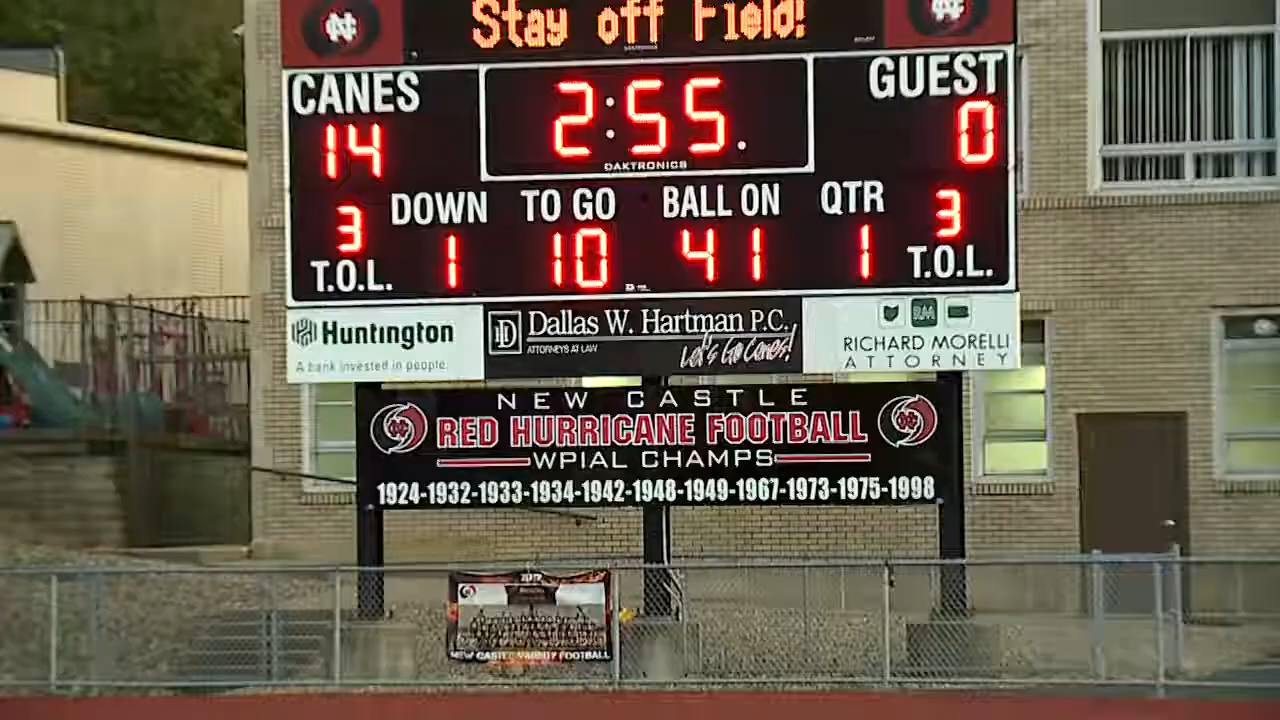 Stay off Field!
CANES
2:55.
GUEST
14
0
DAKTRONICS
DOWN TO GO BALL ON QTR
3
1
10
41
1
3
T.O.L.
T.O.L.
Huntington
A bank invested in people.
Dallas W. Hartman P.C.
ATTORNEYS AT LAW
Let's Go Canes!
RM
RICHARD MORELLI
ATTORNEY
NEW CASTLE
RED HURRICANE FOOTBALL
WPIAL CHAMPS
1924-1932-1933-1934-1942-1948-1949-1967-1973-1975-1998
NEW CASTLE VARSITY FOOTBALL